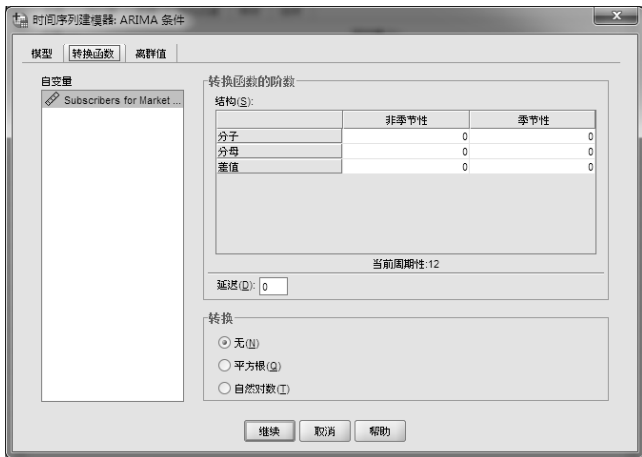 时间序列建模器: ARIMA 条件
模型 转换函数 离群值
自变量
Subscribers for Market ...
转换函数的阶数
结构(S):
非季节性 季节性
分子 0 0
分母 0 0
差值 0 0
当前周期性:12
延迟(D): 0
转换
无(N)
平方根(Q)
自然对数(T)
继续 取消 帮助